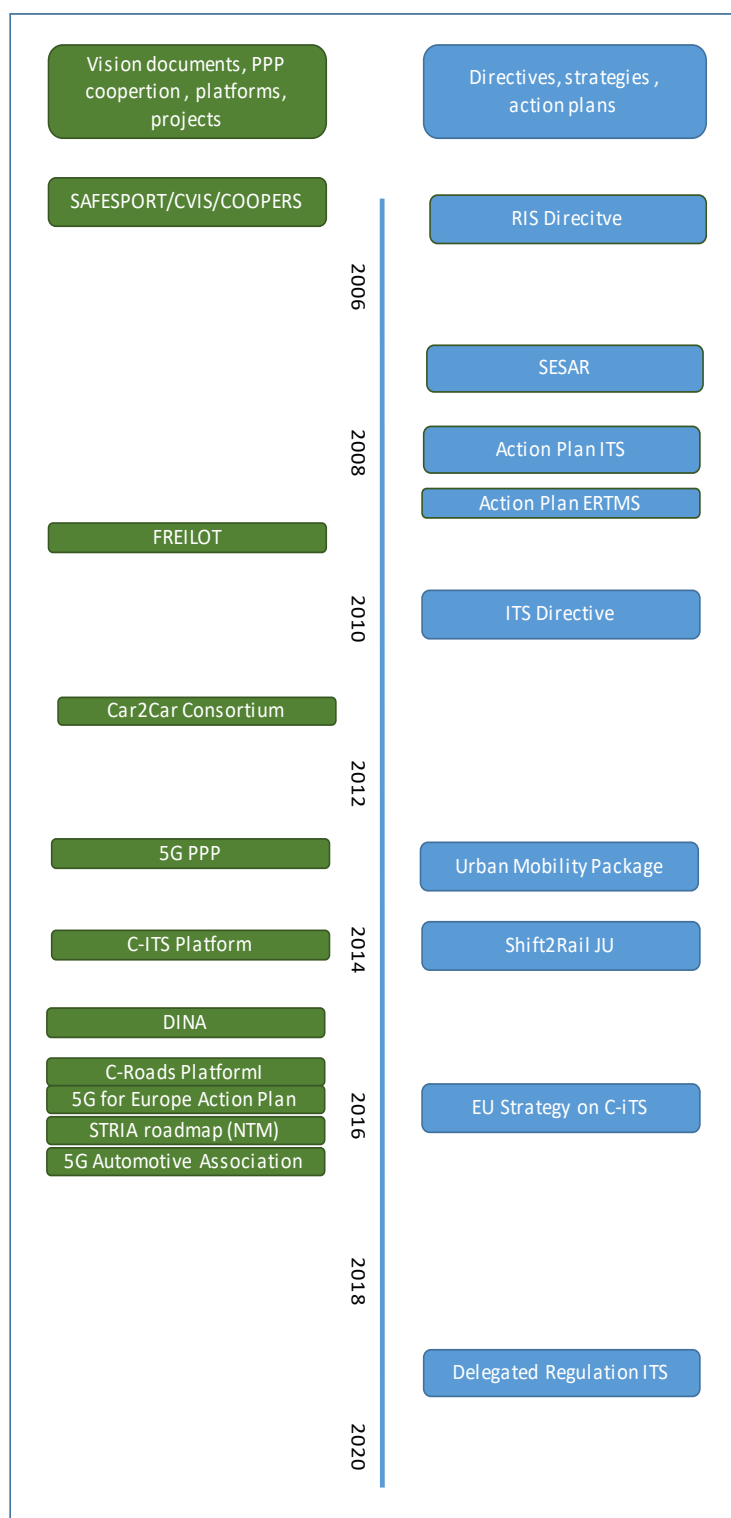 Vision documents, PPP
coopertion , platforms,
projects
Directives, strategies ,
action plans
SAFESPORT/CVIS/COOPERS
RIS Direcitve
2006
SESAR
2008
Action Plan ITS
Action Plan ERTMS
FREILOT
2010
ITS Directive
Car2Car Consortium
2012
5G PPP
Urban Mobility Package
C-ITS Platform
2014
Shift2Rail JU
DINA
C-Roads PlatformI
5G for Europe Action Plan
2016
EU Strategy on C-iTS
STRIA roadmap (NTM)
5G Automotive Association
2018
Delegated Regulation ITS
2020